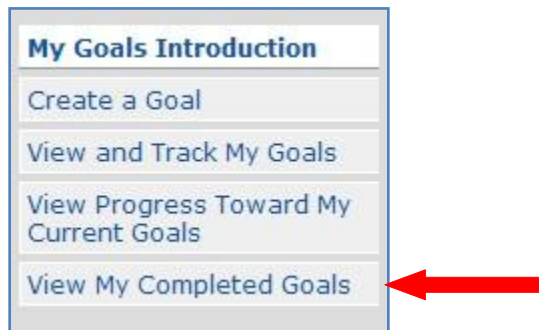 My Goals Introduction
Create a Goal
View and Track My Goals
View Progress Toward My
Current Goals
View My Completed Goals